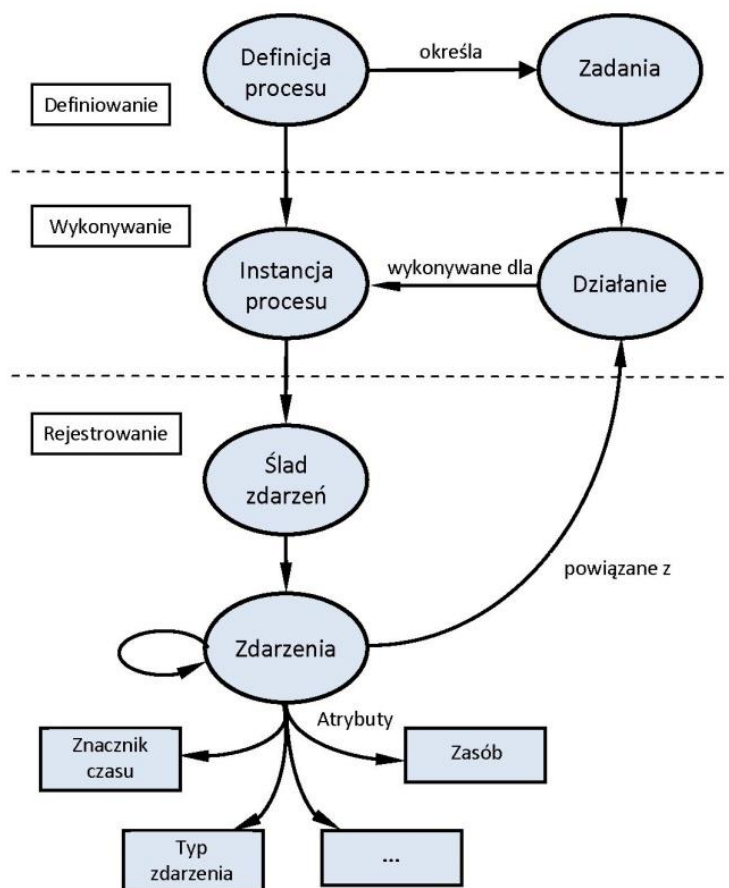 Definicja
procesu
określa
Zadania
Definiowanie
Wykonywanie
Instancja
procesu
wykonywane dla
Działanie
Rejestrowanie
Ślad
zdarzeń
powiązane z
Zdarzenia
Atrybuty
Znacznik
czasu
Zasób
Typ
zdarzenia
...